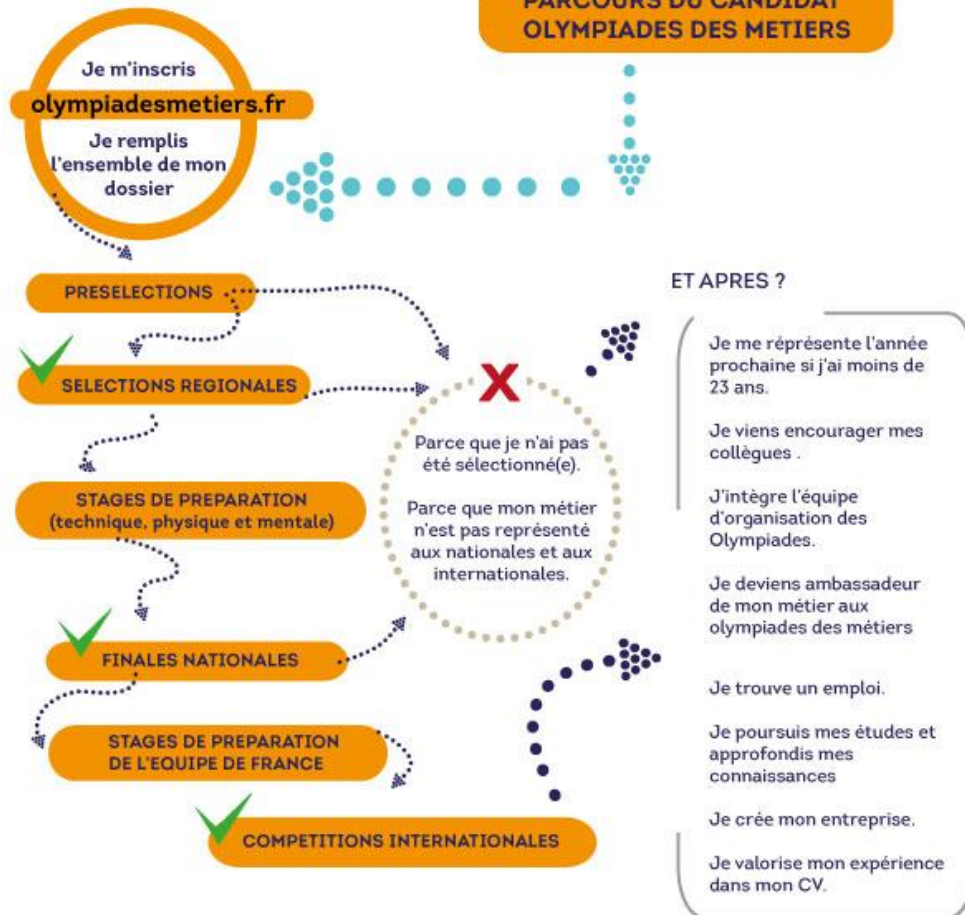 PARCOURS DU CANDIDAT
OLYMPIADES DES METIERS
Je m'inscris
olympiadesmetiers.fr
Je remplis
l'ensemble de mon
dossier
PRESELECTIONS
SELECTIONS REGIONALES
STAGES DE PREPARATION
(technique, physique et mentale)
FINALES NATIONALES
STAGES DE PREPARATION
DE L'EQUIPE DE FRANCE
COMPETITIONS INTERNATIONALES
X
Parce que je n'ai pas
été sélectionné(e).
Parce que mon métier
n'est pas représenté
aux nationales et aux
internationales.
ET APRES ?
Je me réprésente l'année
prochaine si j'ai moins de
23 ans.
Je viens encourager mes
collègues .
J'intègre l'équipe
d'organisation des
Olympiades.
Je deviens ambassadeur
de mon métier aux
olympiades des métiers
Je trouve un emploi.
Je poursuis mes études et
approfondis mes
connaissances
Je crée mon entreprise.
Je valorise mon expérience
dans mon CV.